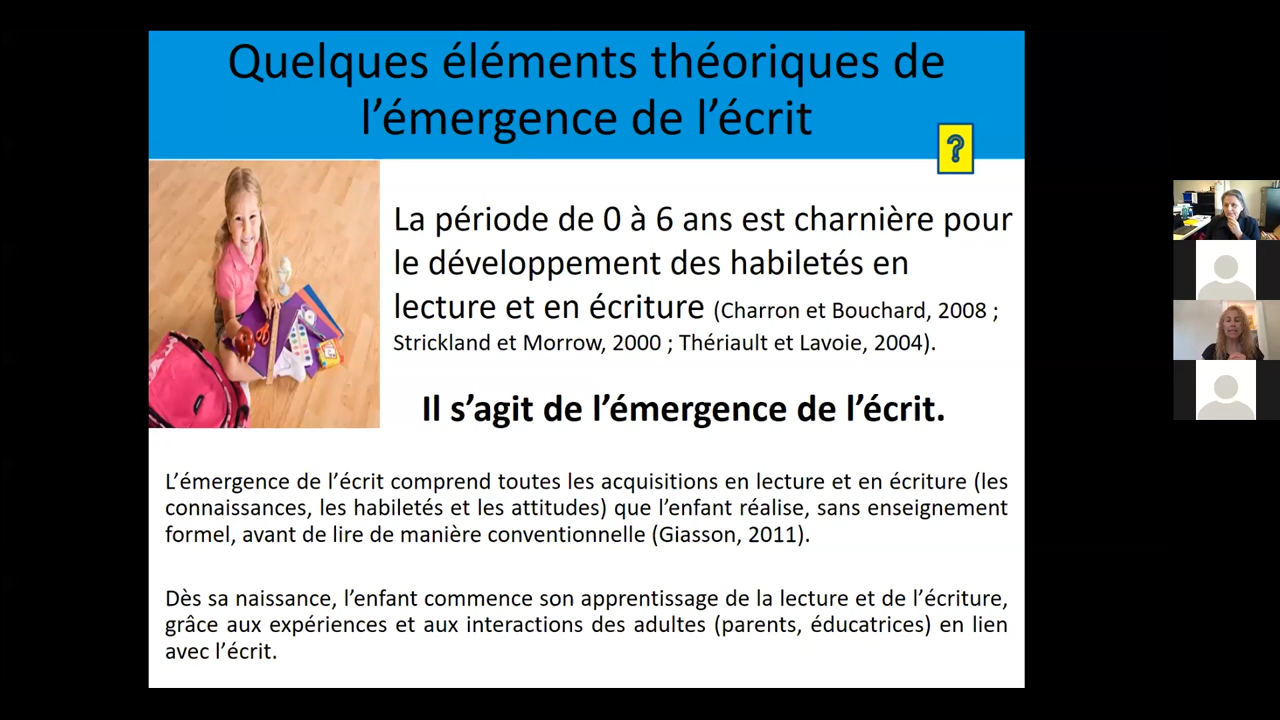 Quelques éléments théoriques de
l’émergence de l’écrit
?
La période de 0 à 6 ans est charnière pour
le développement des habiletés en
lecture et en écriture (Charron et Bouchard, 2008 ;
Strickland et Morrow, 2000 ; Thériault et Lavoie, 2004).
Il s’agit de l’émergence de l’écrit.
L’émergence de l’écrit comprend toutes les acquisitions en lecture et en écriture (les
connaissances, les habiletés et les attitudes) que l’enfant réalise, sans enseignement
formel, avant de lire de manière conventionnelle (Giasson, 2011).
Dès sa naissance, l’enfant commence son apprentissage de la lecture et de l’écriture,
grâce aux expériences et aux interactions des adultes (parents, éducatrices) en lien
avec l’écrit.